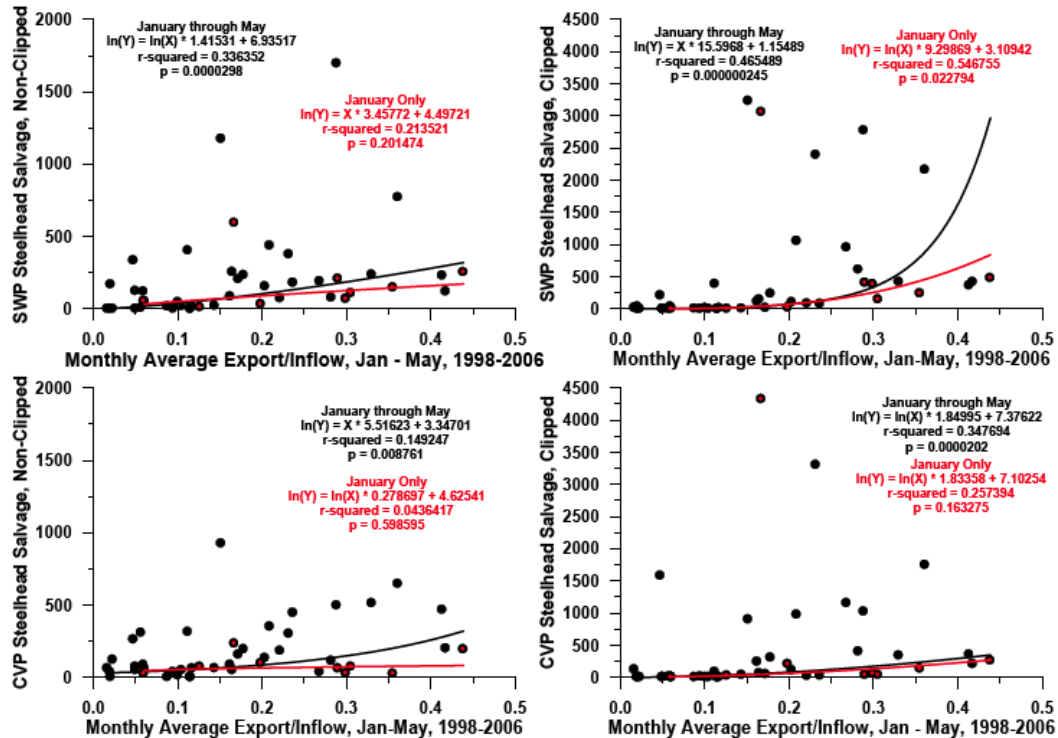 SWP Steelhead Salvage, Non-Clipped
2000
1500
1000
500
0
January through May
ln(Y) = ln(X) * 1.41531 + 6.93517
r-squared = 0.336352
p = 0.0000298
January Only
ln(Y) = X * 3.45772 + 4.49721
r-squared = 0.213521
p = 0.201474
0.0 0.1 0.2 0.3 0.4 0.5
Monthly Average Export/Inflow, Jan - May, 1998-2006
SWP Steelhead Salvage, Clipped
4500
4000
3500
3000
2500
2000
1500
1000
500
0
January through May
ln(Y) = X * 15.5968 + 1.15489
r-squared = 0.465489
p = 0.000000245
January Only
ln(Y) = ln(X) * 9.29869 + 3.10942
r-squared = 0.546755
p = 0.022794
0.0 0.1 0.2 0.3 0.4 0.5
Monthly Average Export/Inflow, Jan-May, 1998-2006
CVP Steelhead Salvage, Non-Clipped
2000
1500
1000
500
0
January through May
ln(Y) = X * 5.51623 + 3.34701
r-squared = 0.149247
p = 0.008761
January Only
ln(Y) = ln(X) * 0.278697 + 4.62541
r-squared = 0.0436417
p = 0.598595
0.0 0.1 0.2 0.3 0.4 0.5
Monthly Average Export/Inflow, Jan-May, 1998-2006
CVP Steelhead Salvage, Clipped
4500
4000
3500
3000
2500
2000
1500
1000
500
0
January through May
ln(Y) = ln(X) * 1.84995 + 7.37622
r-squared = 0.347694
p = 0.0000202
January Only
ln(Y) = ln(X) * 1.83358 + 7.10254
r-squared = 0.257394
p = 0.163275
0.0 0.1 0.2 0.3 0.4 0.5
Monthly Average Export/Inflow, Jan - May, 1998-2006